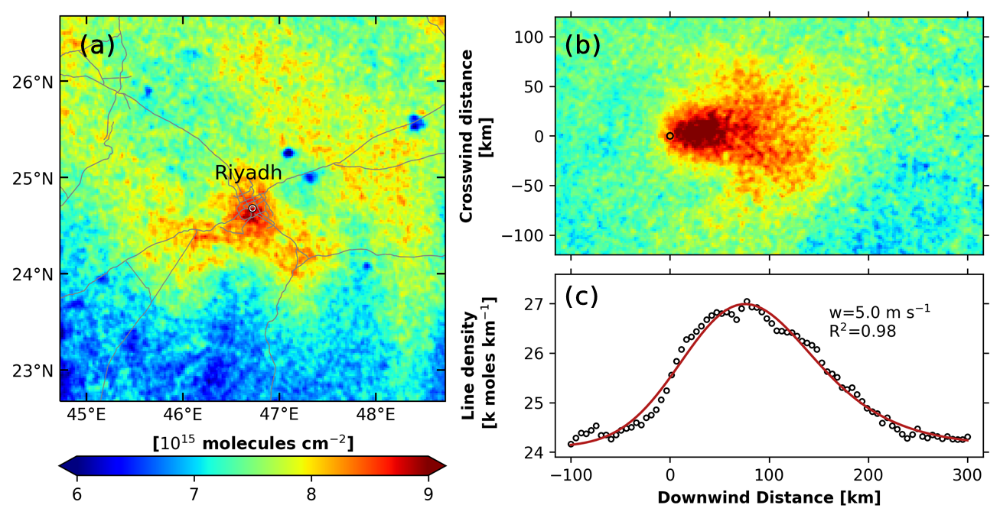 (a)
Riyadh
26°N
25°N
24°N
23°N
45°E 46°E 47°E 48°E
[10¹⁵ molecules cm⁻²]
6 7 8 9
(b)
Crosswind distance
[km]
100
50
0
−50
−100
(c)
w=5.0 m s⁻¹
R²=0.98
Line density
[k moles km⁻¹]
27
26
25
24
−100 0 100 200 300
Downwind Distance [km]